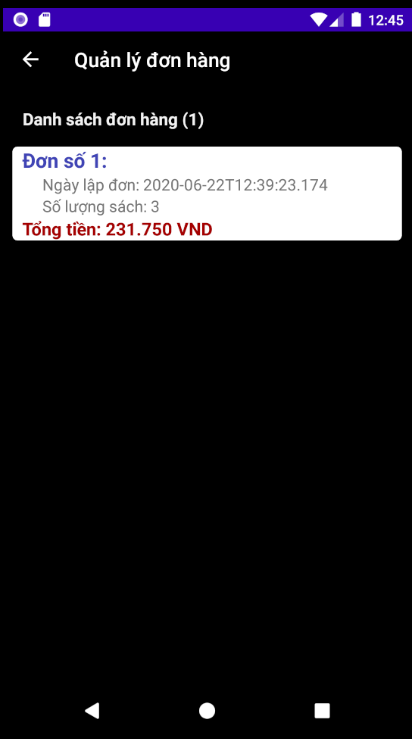 12:45
Quản lý đơn hàng
Danh sách đơn hàng (1)
Đơn số 1:
Ngày lập đơn: 2020-06-22T12:39:23.174
Số lượng sách: 3
Tổng tiền: 231.750 VND